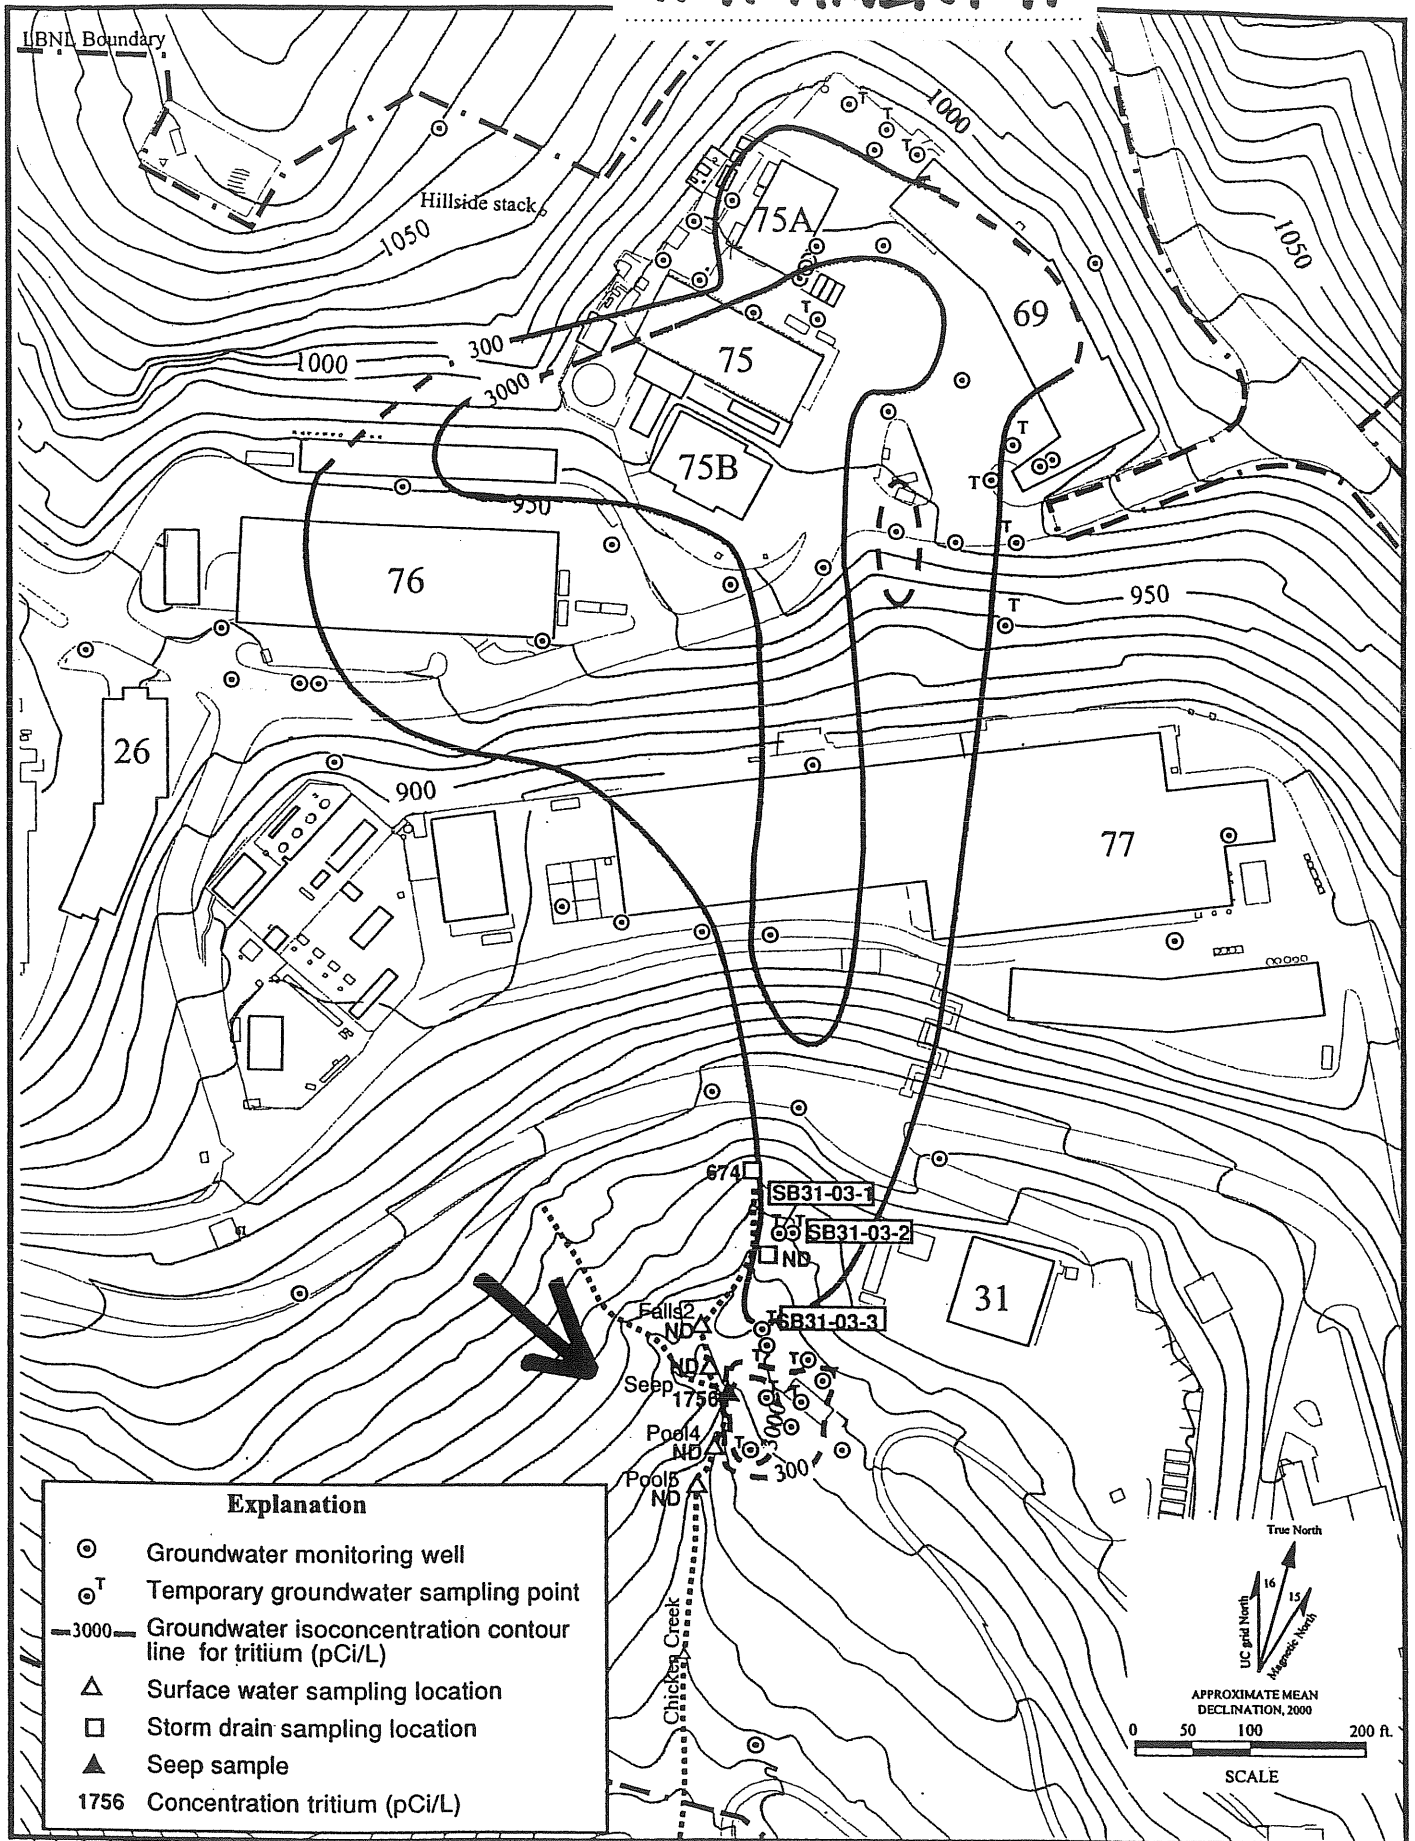 LBNL Boundary
1000
Hillside stack
1050
75A
1050
69
300
1000
75
3000
75B
950
76
950
26
900
77
674
SB31-03-1
T T
SB31-03-2
ND
31
Falls2
ND
SB31-03-3
ND
Seep
1756
3000
Pool4
ND
300
Pool5
ND
Chicken Creek
Explanation
Groundwater monitoring well
T Temporary groundwater sampling point
3000 Groundwater isoconcentration contour
line for tritium (pCi/L)
Surface water sampling location
Storm drain sampling location
Seep sample
1756 Concentration tritium (pCi/L)
True North
16
15
UC grid North
Magnetic North
APPROXIMATE MEAN
DECLINATION, 2000
0 50 100 200 ft.
SCALE